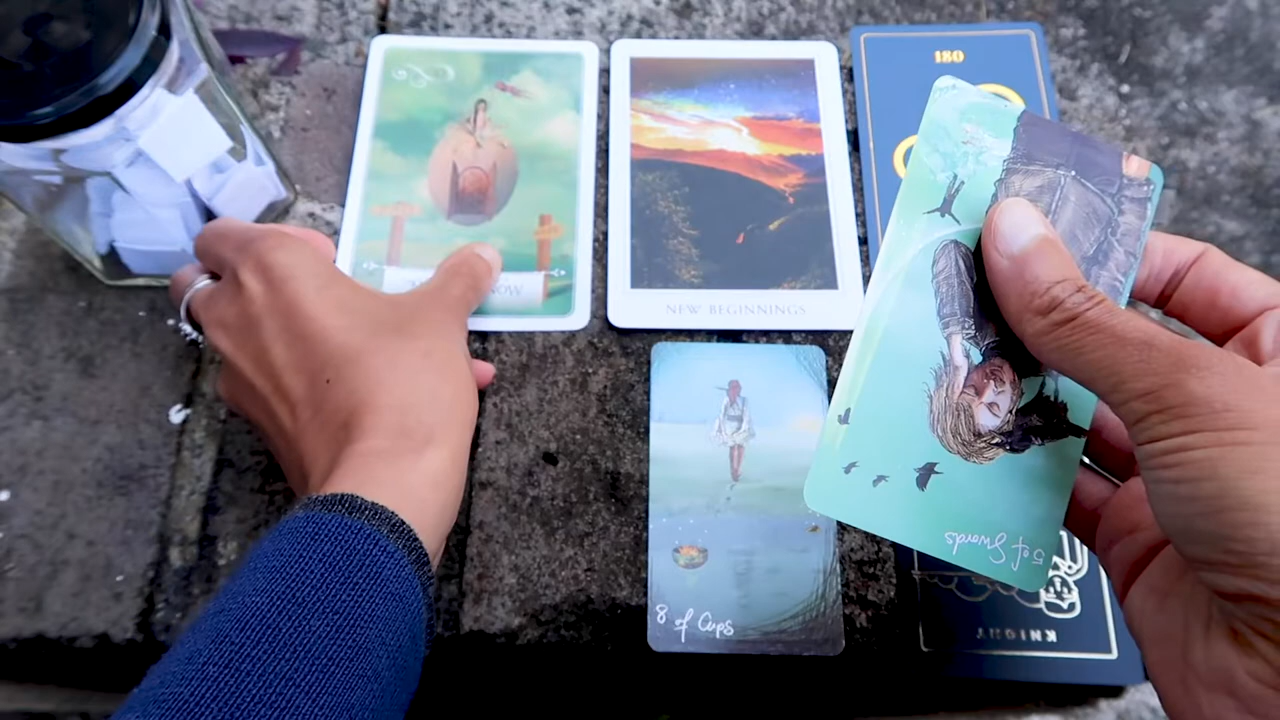 180
NEW BEGINNINGS
8 of Cups
5 of Swords
KNIGHT